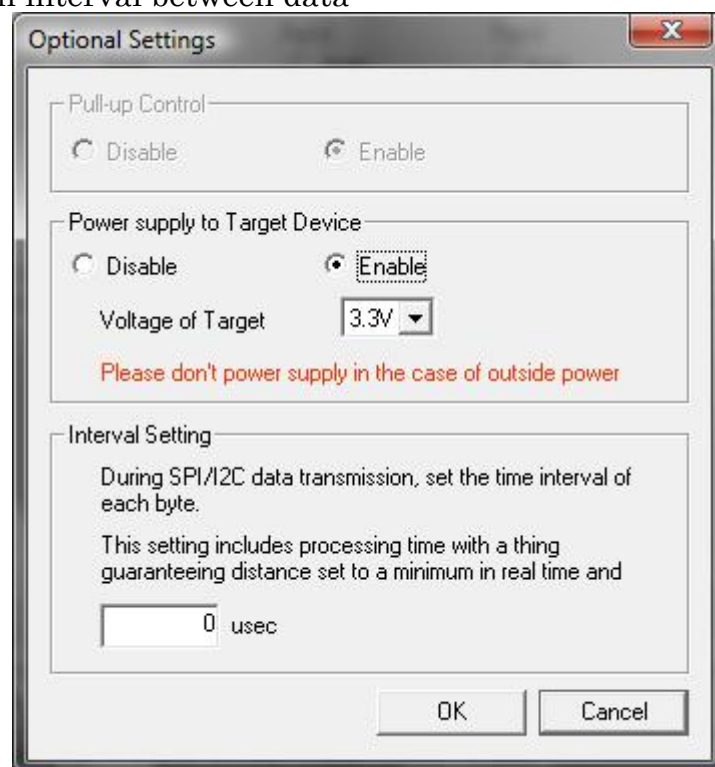 interval between data
Optional Settings
Pull-up Control
Disable Enable
Power supply to Target Device
Disable Enable
Voltage of Target 3.3V
Please don't power supply in the case of outside power
Interval Setting
During SPI/I2C data transmission, set the time interval of
each byte.
This setting includes processing time with a thing
guaranteeing distance set to a minimum in real time and
0 usec
OK Cancel